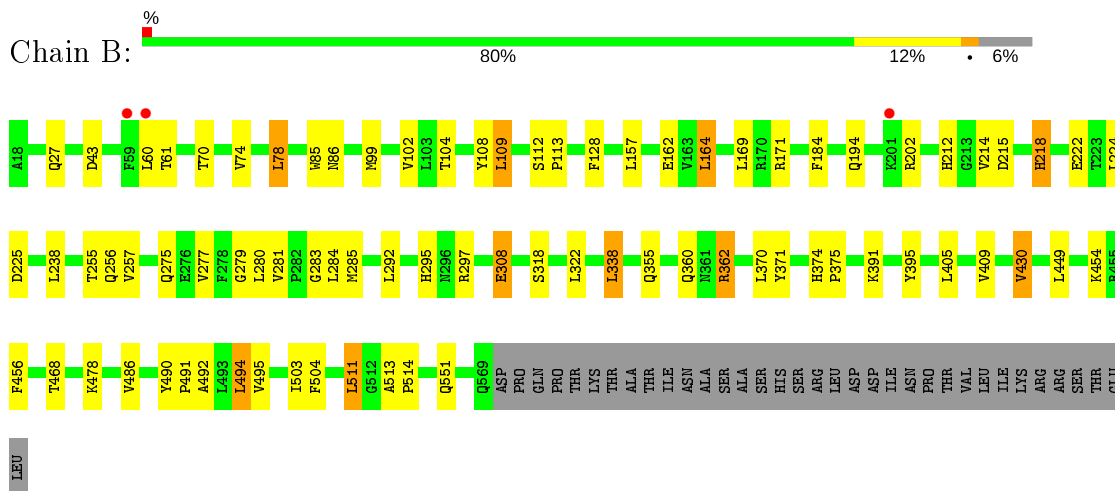 %
Chain B:
80% 12% • 6%
A18 Q27 D43 F59 L60 I61 T70 V74 L78 W85 N86 M99 V102 L103 T104 Y108 L109 S112 P113 F128 L157 E162 V163 L164 L169 R170 R171 F184 Q194 K201 R202 H212 G213 V214 D215 H218 E222 T223 L224
D225 L238 T255 Q256 V257 Q275 E276 V277 F278 G279 L280 V281 P282 G283 L284 M285 L292 H295 N296 R297 E308 S318 L322 L338 Q355 Q360 N361 R362 L370 Y371 H374 P375 K391 Y395 L405 V409 V430 L449 K454
F456 T468 K478 V486 Y490 P491 A492 L493 L494 V495 I503 F504 L511 G512 A513 P514 Q551 Q569 ASP PRO GLN PRO THR LYS THR ALA THR ILE ASN ALA SER ALA SER HIS SER ARG LEU ASP ASP ILE ASN PRO THR VAL LEU ILE LYS ARG ARG SER THR
LEU